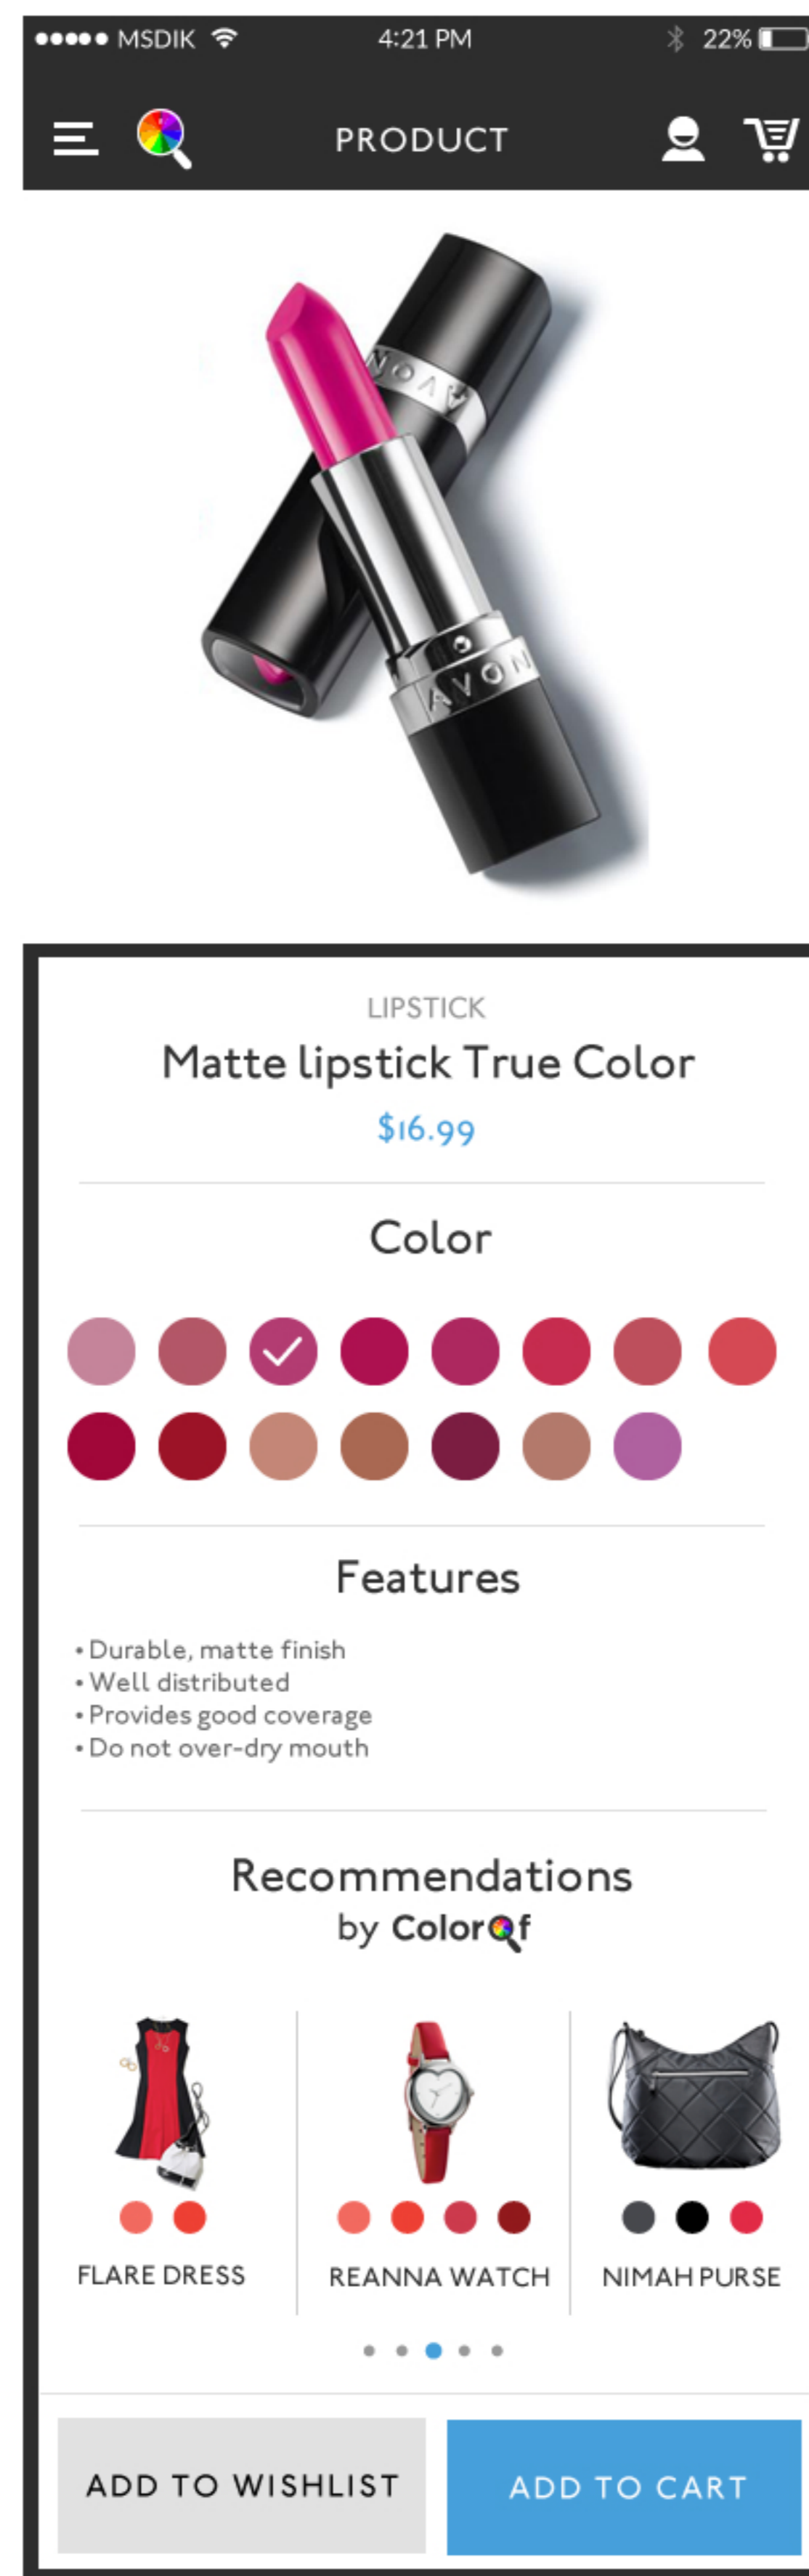 MSDIK 4:21 PM 22%
PRODUCT
AVON
AVON
LIPSTICK
Matte lipstick True Color
$16.99
Color
Features
• Durable, matte finish
• Well distributed
• Provides good coverage
• Do not over-dry mouth
Recommendations
by ColorOf
FLARE DRESS
REANNA WATCH
NIMAH PURSE
ADD TO WISHLIST
ADD TO CART